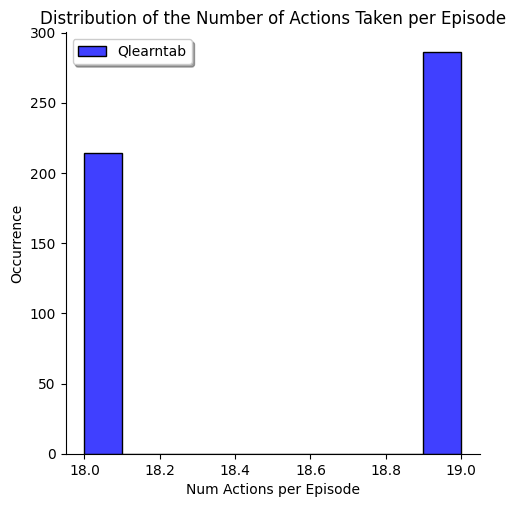 Distribution of the Number of Actions Taken per Episode
Qlearntab
300
250
200
150
100
50
0
Occurrence
18.0 18.2 18.4 18.6 18.8 19.0
Num Actions per Episode